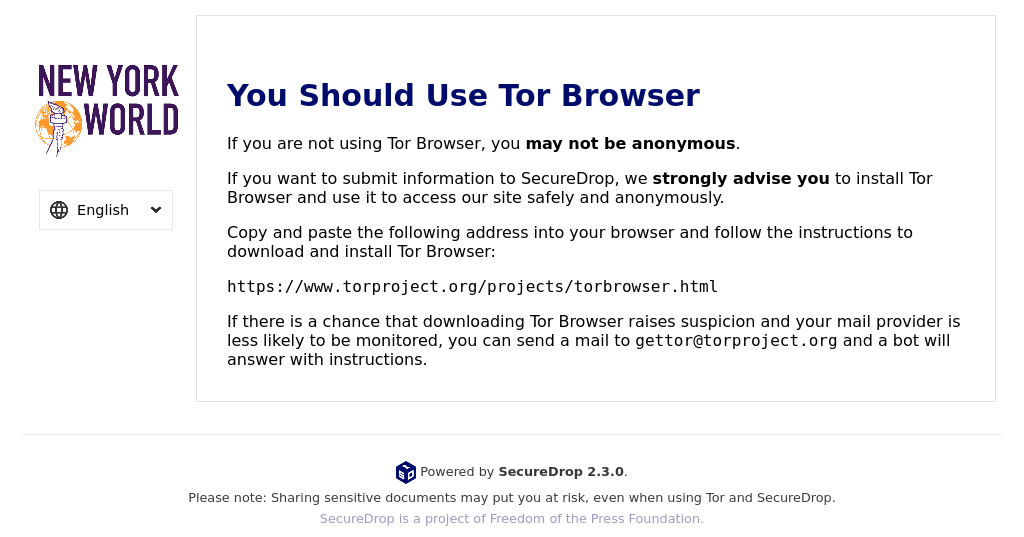 NEW YORK
WORLD
English
You Should Use Tor Browser
If you are not using Tor Browser, you may not be anonymous.
If you want to submit information to SecureDrop, we strongly advise you to install Tor
Browser and use it to access our site safely and anonymously.
Copy and paste the following address into your browser and follow the instructions to
download and install Tor Browser:
https://www.torproject.org/projects/torbrowser.html
If there is a chance that downloading Tor Browser raises suspicion and your mail provider is
less likely to be monitored, you can send a mail to gettor@torproject.org and a bot will
answer with instructions.
Powered by SecureDrop 2.3.0.
Please note: Sharing sensitive documents may put you at risk, even when using Tor and SecureDrop.
SecureDrop is a project of Freedom of the Press Foundation.